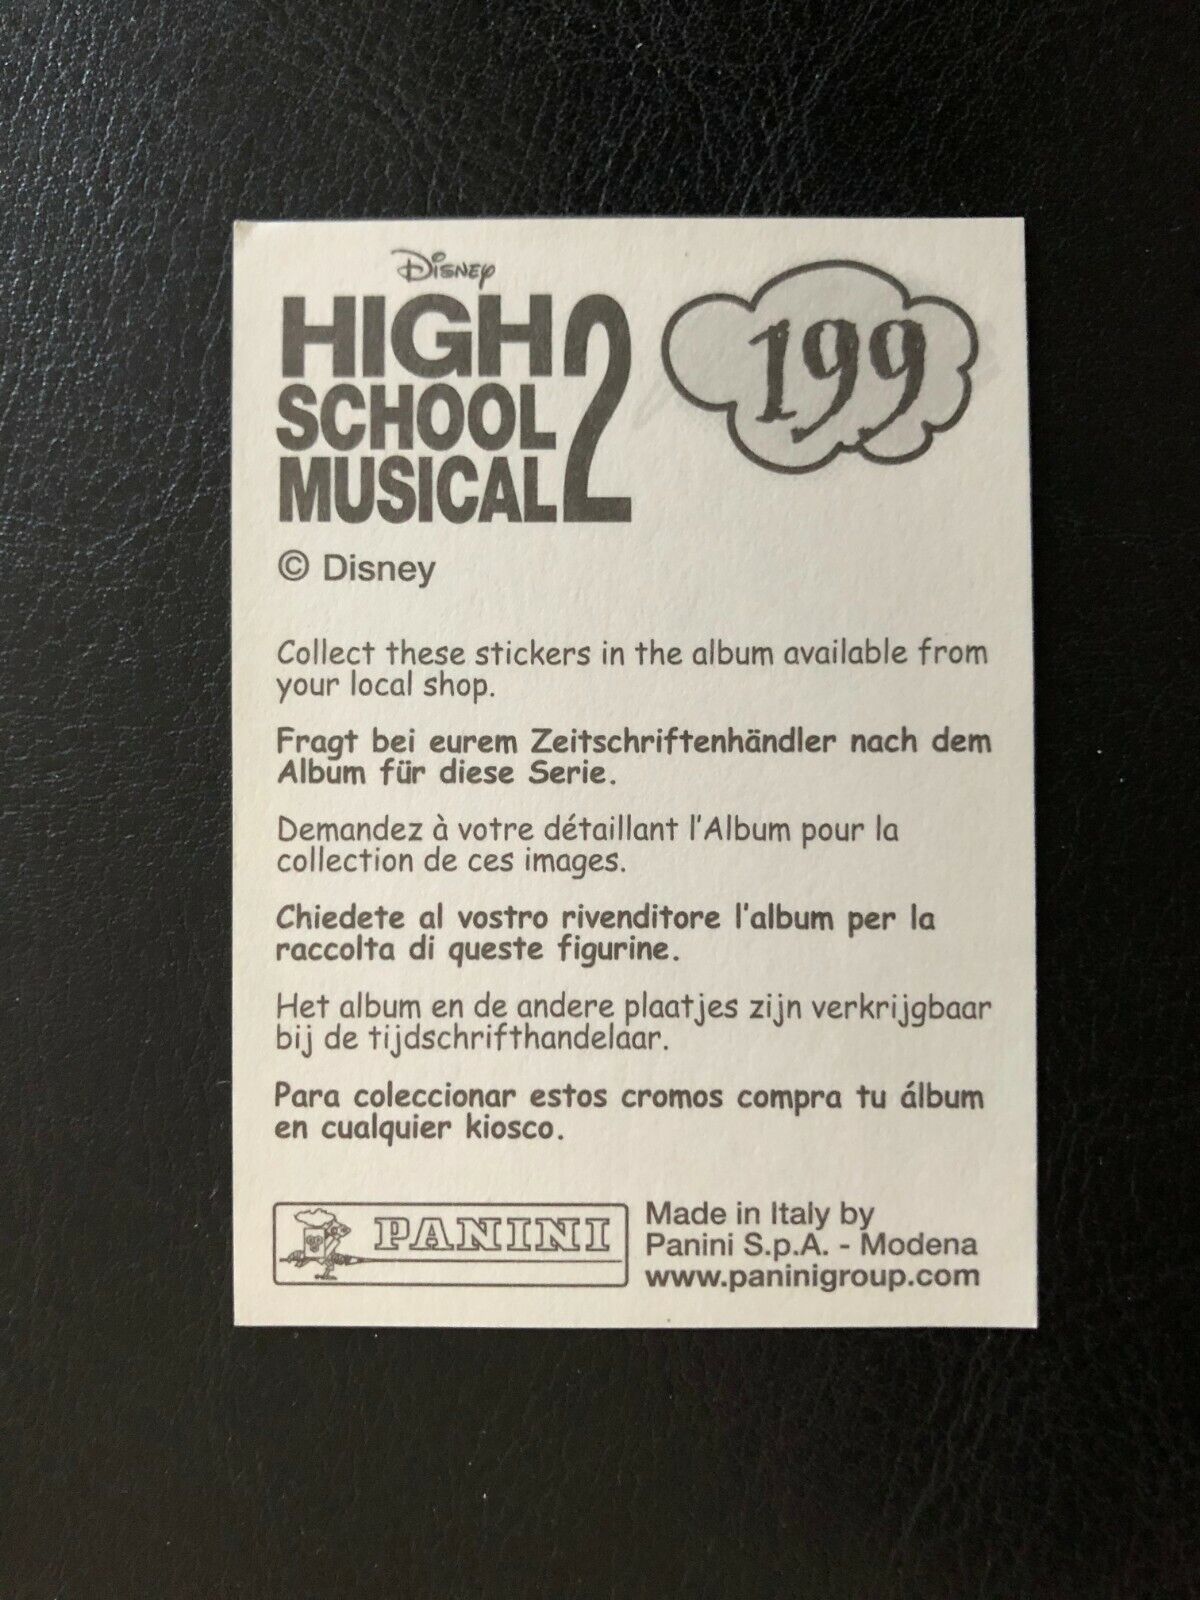 Disney
HIGH
SCHOOL
MUSICAL 2
199
© Disney
Collect these stickers in the album available from
your local shop.
Fragt bei eurem Zeitschriftenhändler nach dem
Album für diese Serie.
Demandez à votre détaillant l'Album pour la
collection de ces images.
Chiedete al vostro rivenditore l'album per la
raccolta di queste figurine.
Het album en de andere plaatjes zijn verkrijgbaar
bij de tijdschrifthandelaar.
Para coleccionar estos cromos compra tu álbum
en cualquier kiosco.
PANINI
Made in Italy by
Panini S.p.A. - Modena
www.paninigroup.com